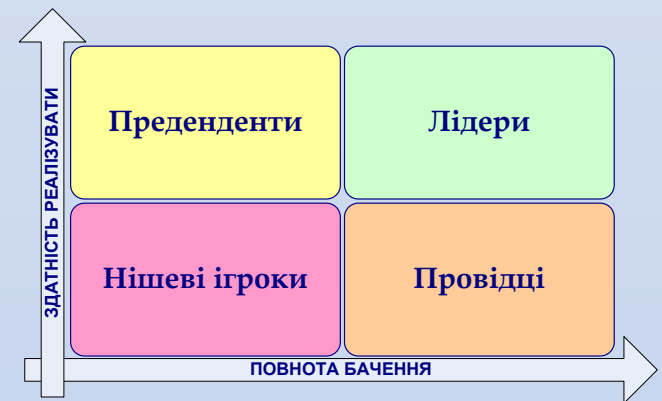 ЗДАТНІСТЬ РЕАЛІЗУВАТИ
Преденденти
Лідери
Нішеві ігроки
Провідці
ПОВНОТА БАЧЕННЯ